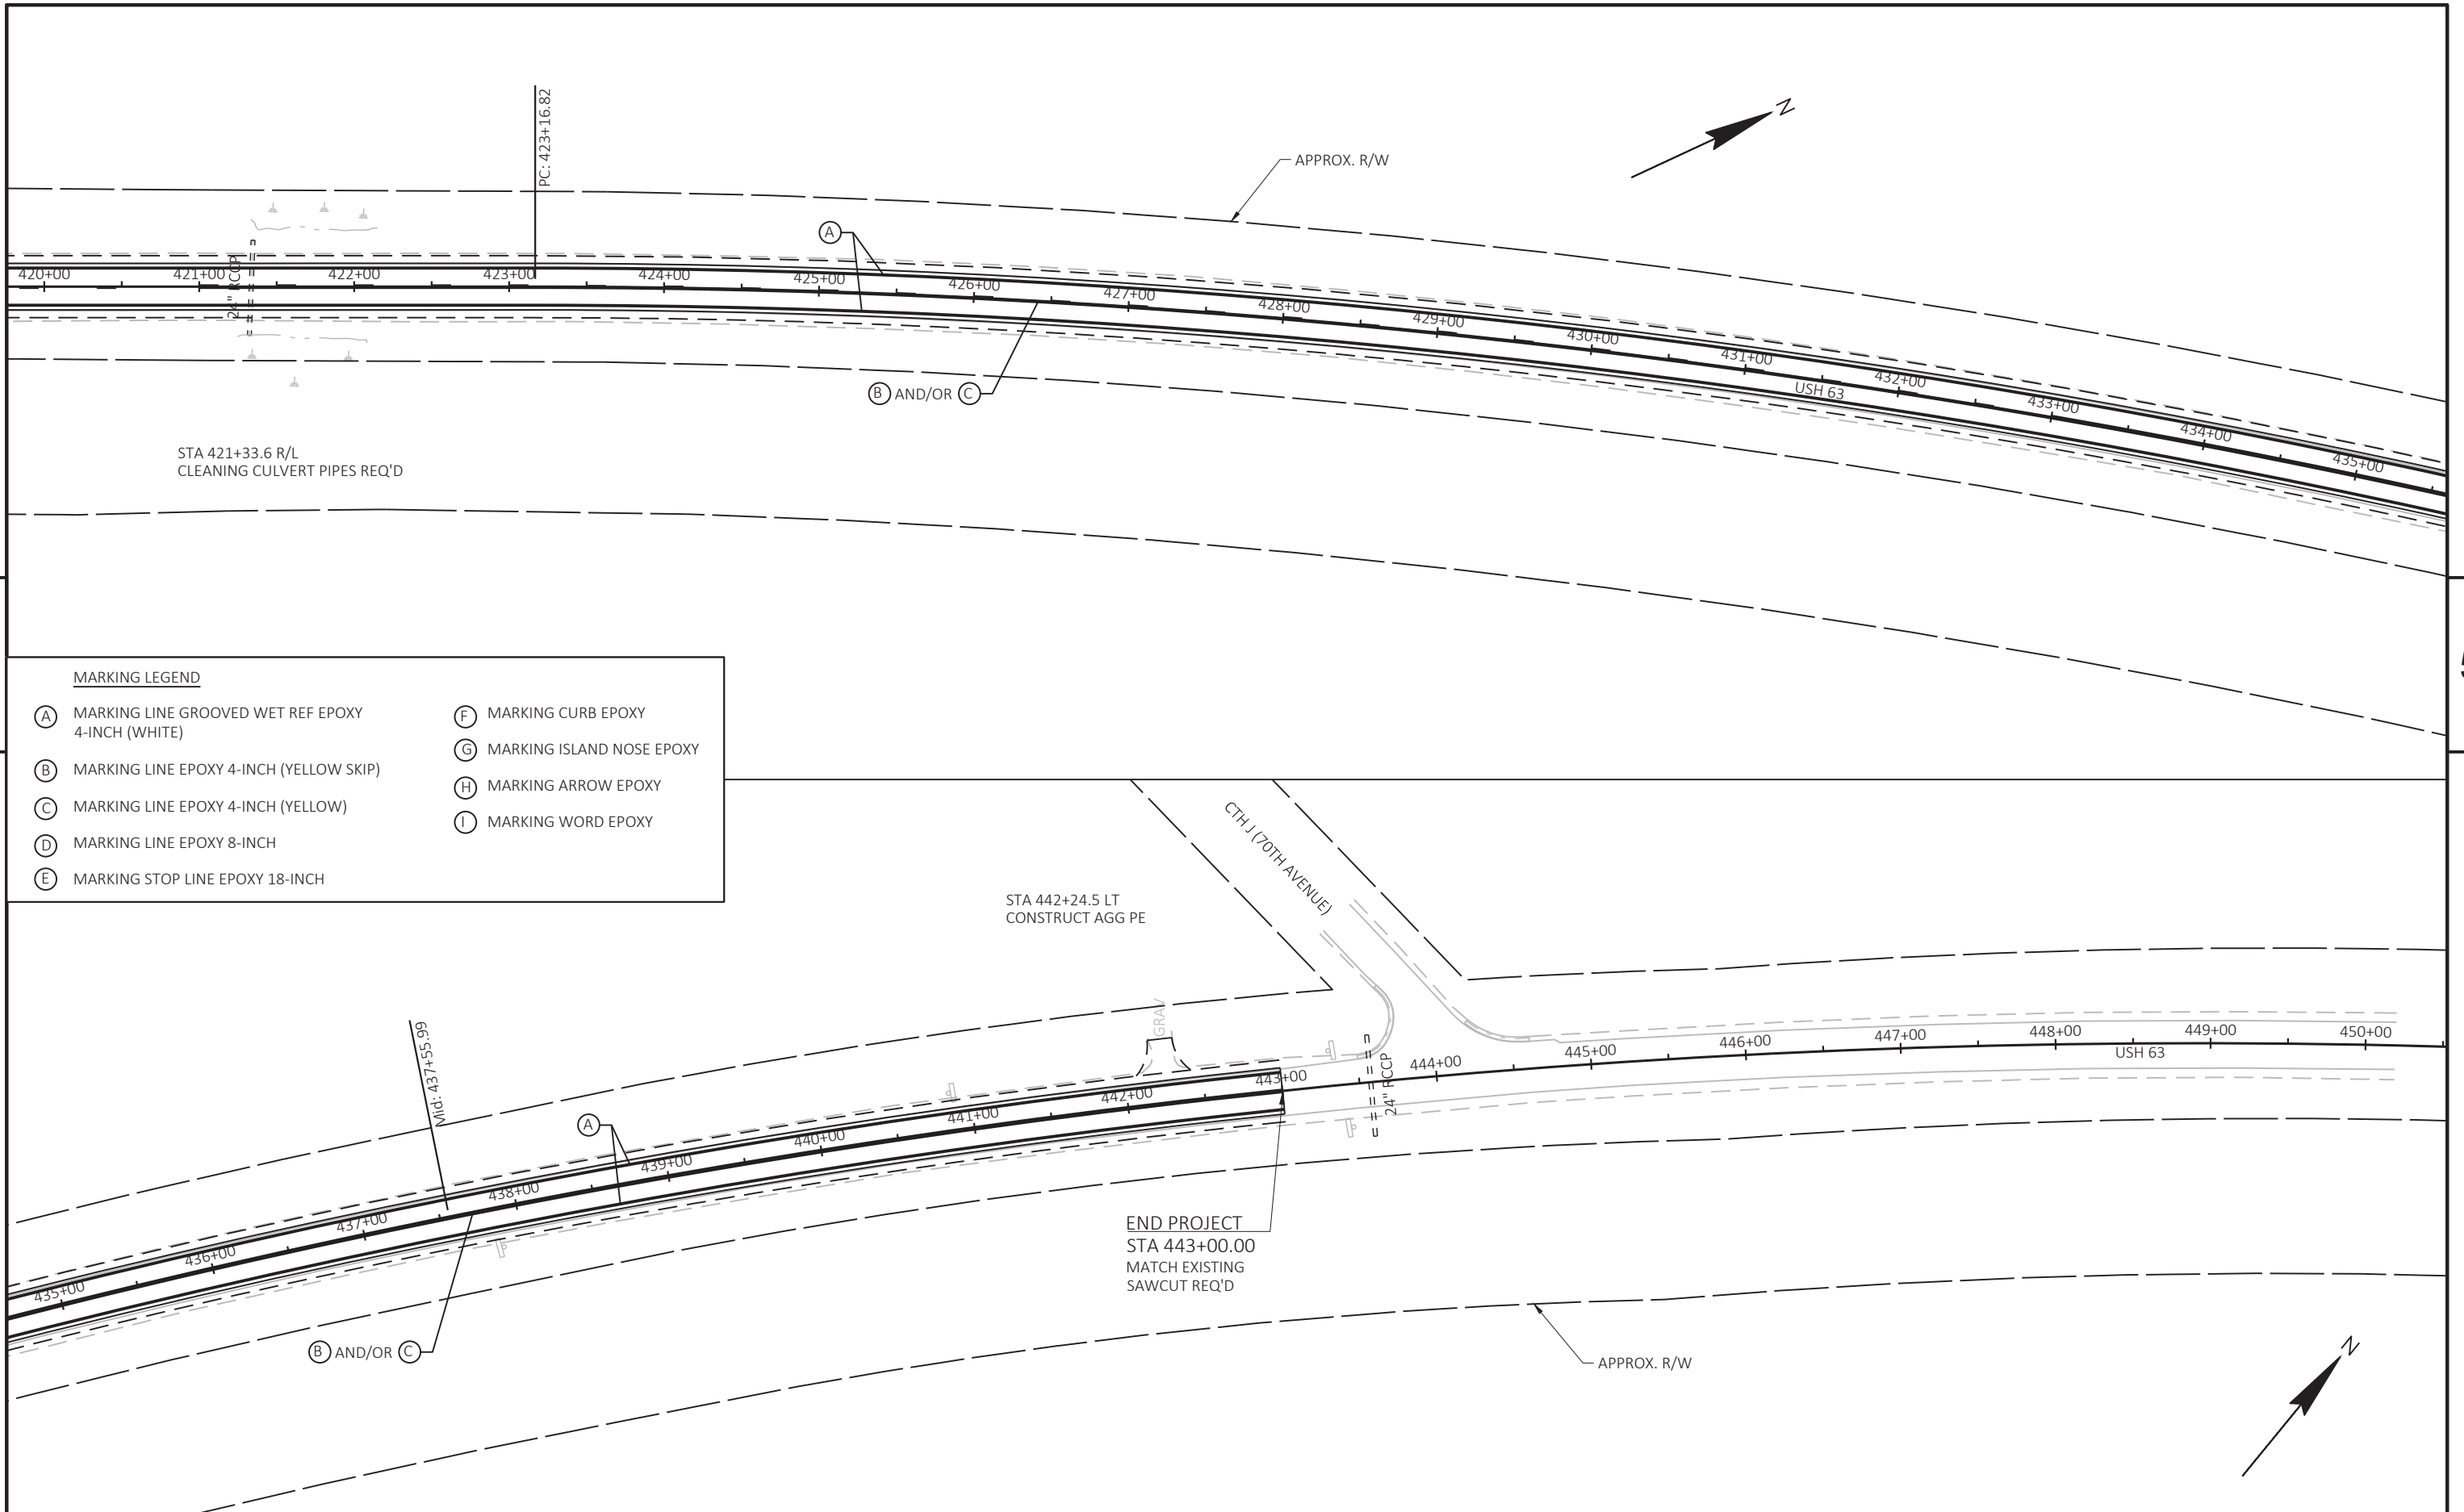 PC: 423+16.82
N
APPROX. R/W
A
420+00
421+00
422+00
423+00
424+00
425+00
426+00
427+00
428+00
429+00
430+00
431+00
432+00
433+00
434+00
435+00
24" RCCP
USH 63
B AND/OR C
STA 421+33.6 R/L
CLEANING CULVERT PIPES REQ'D
MARKING LEGEND
A MARKING LINE GROOVED WET REF EPOXY
4-INCH (WHITE)
B MARKING LINE EPOXY 4-INCH (YELLOW SKIP)
C MARKING LINE EPOXY 4-INCH (YELLOW)
D MARKING LINE EPOXY 8-INCH
E MARKING STOP LINE EPOXY 18-INCH
F MARKING CURB EPOXY
G MARKING ISLAND NOSE EPOXY
H MARKING ARROW EPOXY
I MARKING WORD EPOXY
CTH J (70TH AVENUE)
STA 442+24.5 LT
CONSTRUCT AGG PE
GRAV
Mid: 437+55.99
A
435+00
436+00
437+00
438+00
439+00
440+00
441+00
442+00
443+00
444+00
445+00
446+00
447+00
448+00
449+00
450+00
24" RCCP
USH 63
END PROJECT
STA 443+00.00
MATCH EXISTING
SAWCUT REQ'D
B AND/OR C
APPROX. R/W
N